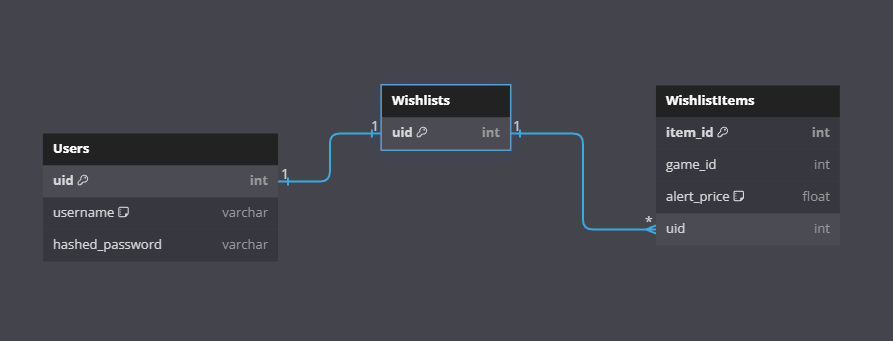 Users
uid int
username varchar
hashed_password varchar
1
1
Wishlists
uid int
1
*
WishlistItems
item_id int
game_id int
alert_price float
uid int